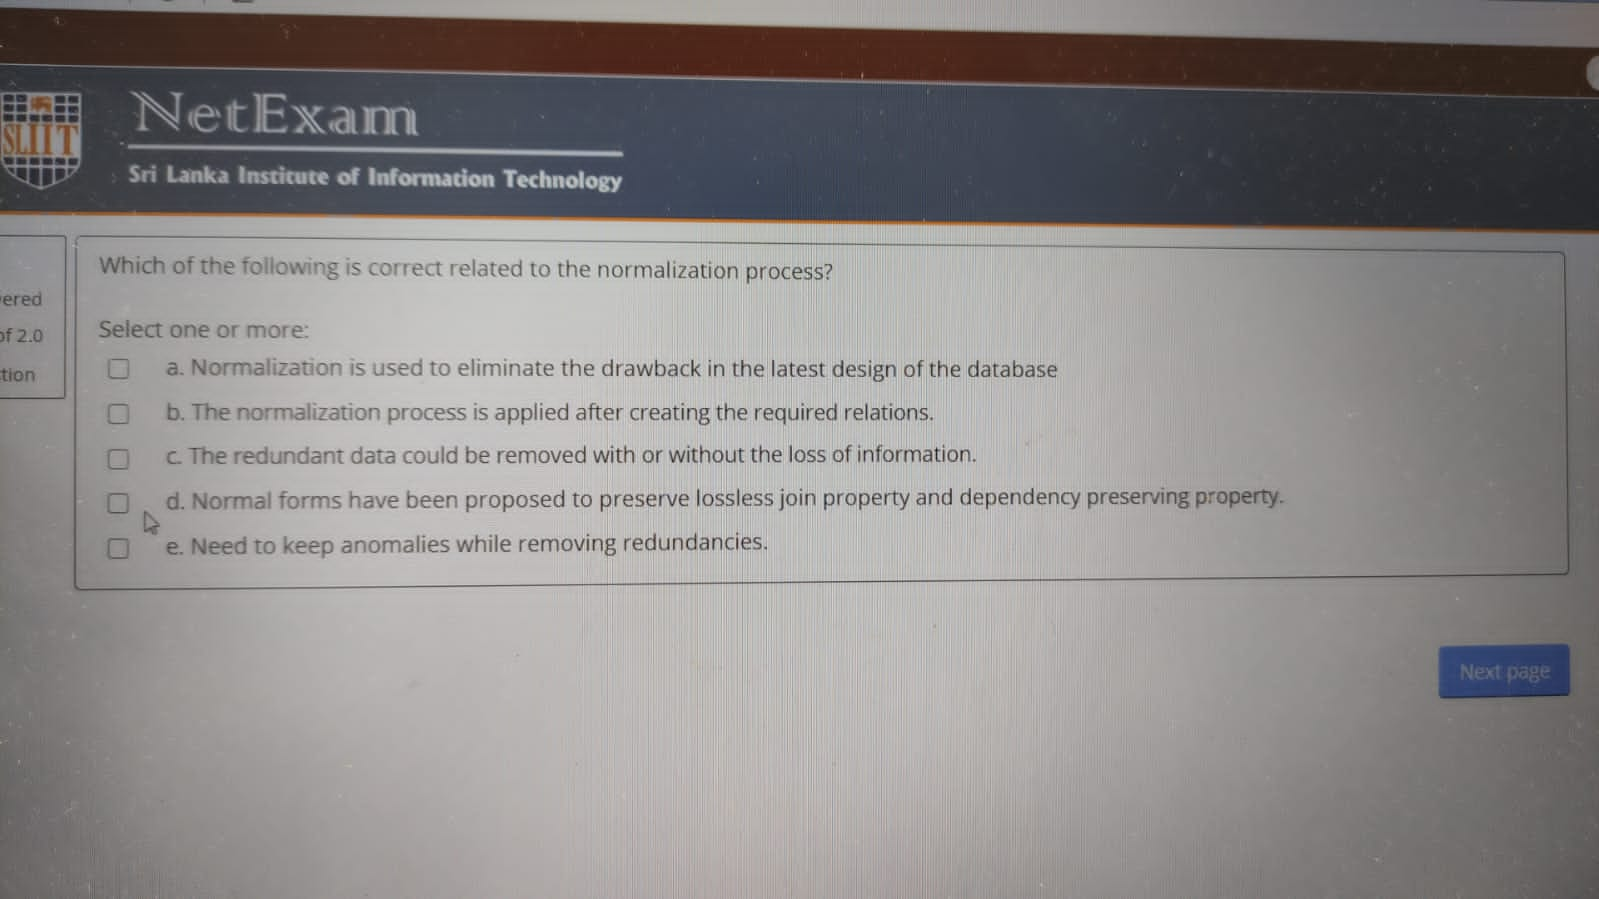 SLIIT
NetExam
Sri Lanka Institute of Information Technology
ered
of 2.0
tion
Which of the following is correct related to the normalization process?
Select one or more:
a. Normalization is used to eliminate the drawback in the latest design of the database
b. The normalization process is applied after creating the required relations.
c. The redundant data could be removed with or without the loss of information.
d. Normal forms have been proposed to preserve lossless join property and dependency preserving property.
e. Need to keep anomalies while removing redundancies.
Next page